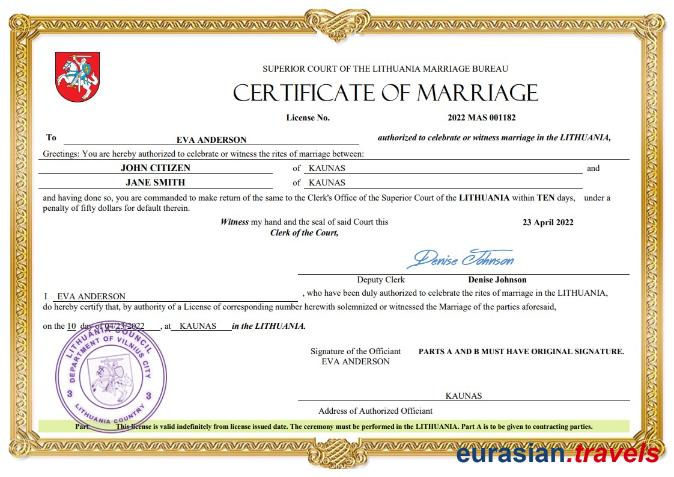 SUPERIOR COURT OF THE LITHUANIA MARRIAGE BUREAU
CERTIFICATE OF MARRIAGE
License No. 2022 MAS 001182
To EVA ANDERSON authorized to celebrate or witness marriage in the LITHUANIA,
Greetings: You are hereby authorized to celebrate or witness the rites of marriage between:
JOHN CITIZEN of KAUNAS and
JANE SMITH of KAUNAS
and having done so, you are commanded to make return of the same to the Clerk's Office of the Superior Court of the LITHUANIA within TEN days, under a
penalty of fifty dollars for default therein.
Witness my hand and the seal of said Court this 23 April 2022
Clerk of the Court,
Denise Johnson
Deputy Clerk Denise Johnson
I EVA ANDERSON , who have been duly authorized to celebrate the rites of marriage in the LITHUANIA,
do hereby certify that, by authority of a License of corresponding number herewith solemnized or witnessed the Marriage of the parties aforesaid,
on the 10 day of 04/23/2022 , at KAUNAS in the LITHUANIA.
LITHUANIA COUNCIL
DEPARTMENT OF VILNIUS CITY
3 3
LITHUANIA COUNTRY
Signature of the Officiant PARTS A AND B MUST HAVE ORIGINAL SIGNATURE.
EVA ANDERSON
KAUNAS
Address of Authorized Officiant
Part This license is valid indefinitely from license issued date. The ceremony must be performed in the LITHUANIA. Part A is to be given to contracting parties.
eurasian.travels